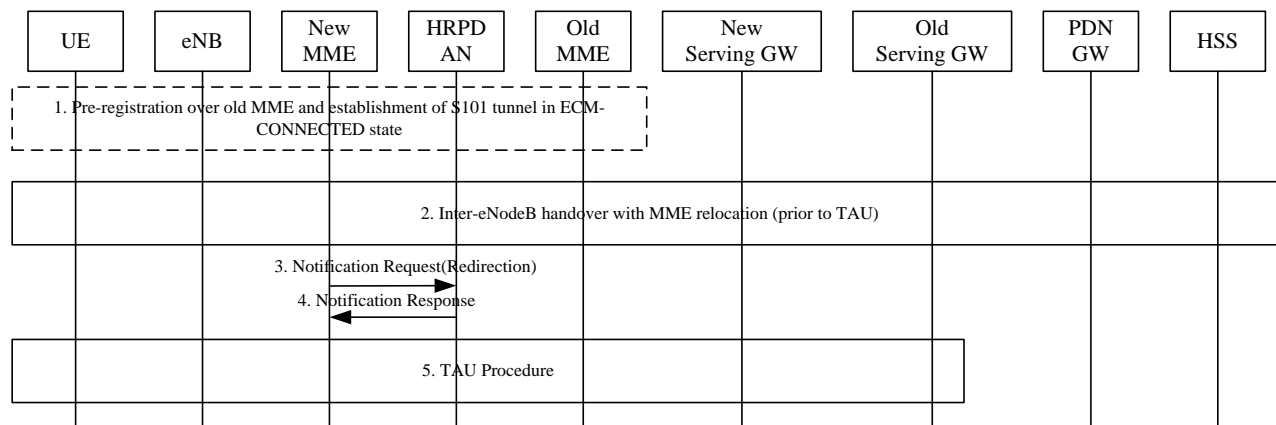 UE
eNB
New
MME
HRPD
AN
Old
MME
New
Serving GW
Old
Serving GW
PDN
GW
HSS
1. Pre-registration over old MME and establishment of S101 tunnel in ECM-
CONNECTED state
2. Inter-eNodeB handover with MME relocation (prior to TAU)
3. Notification Request(Redirection)
4. Notification Response
5. TAU Procedure